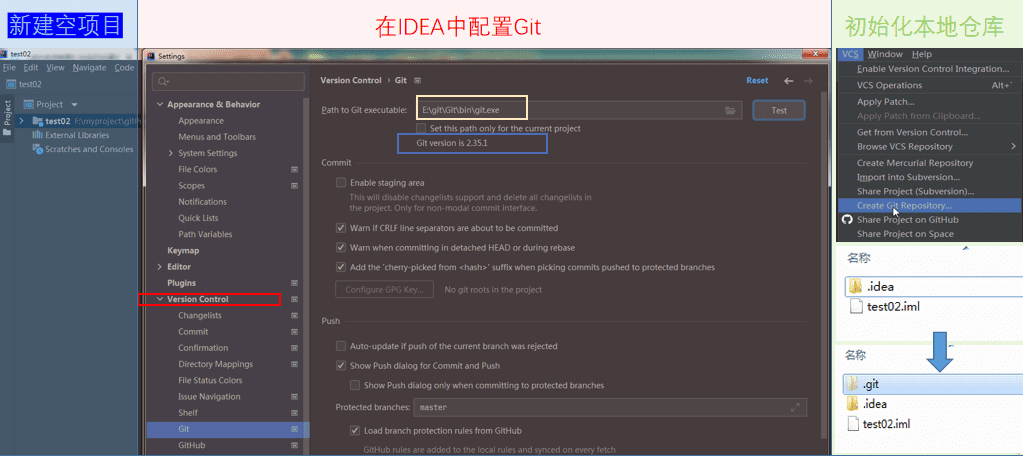 新建空项目
在IDEA中配置Git
初始化本地仓库
test02
File Edit View Navigate Code
test02
Project
Project
test02 E:\myproject\gitP
External Libraries
Scratches and Consoles
Settings
Appearance & Behavior
Appearance
Menus and Toolbars
System Settings
File Colors
Scopes
Notifications
Quick Lists
Path Variables
Keymap
Editor
Plugins
Version Control
Changelists
Commit
Confirmation
Directory Mappings
File Status Colors
Issue Navigation
Shelf
Git
GitHub
Version Control › Git
Reset
Path to Git executable: E:\git\Git\bin\git.exe
Test
Set this path only for the current project
Git version is 2.35.1
Commit
Enable staging area
This will disable changelists support and delete all changelists in
the project. Only for non-modal commit interface.
Warn if CRLF line separators are about to be committed
Warn when committing in detached HEAD or during rebase
Add the 'cherry-picked from <hash>' suffix when picking commits pushed to protected branches
Configure GPG Key... No git roots in the project
Push
Auto-update if push of the current branch was rejected
Show Push dialog for Commit and Push
Show Push dialog only when committing to protected branches
Protected branches: master
Load branch protection rules from GitHub
GitHub rules are added to the local rules and synced on every fetch
VCS Window Help
Enable Version Control Integration...
VCS Operations Alt+`
Apply Patch...
Apply Patch from Clipboard...
Get from Version Control...
Browse VCS Repository
Create Mercurial Repository
Import into Subversion...
Share Project (Subversion)...
Create Git Repository...
Share Project on GitHub
Share Project on Space
名称
.idea
test02.iml
名称
.git
.idea
test02.iml